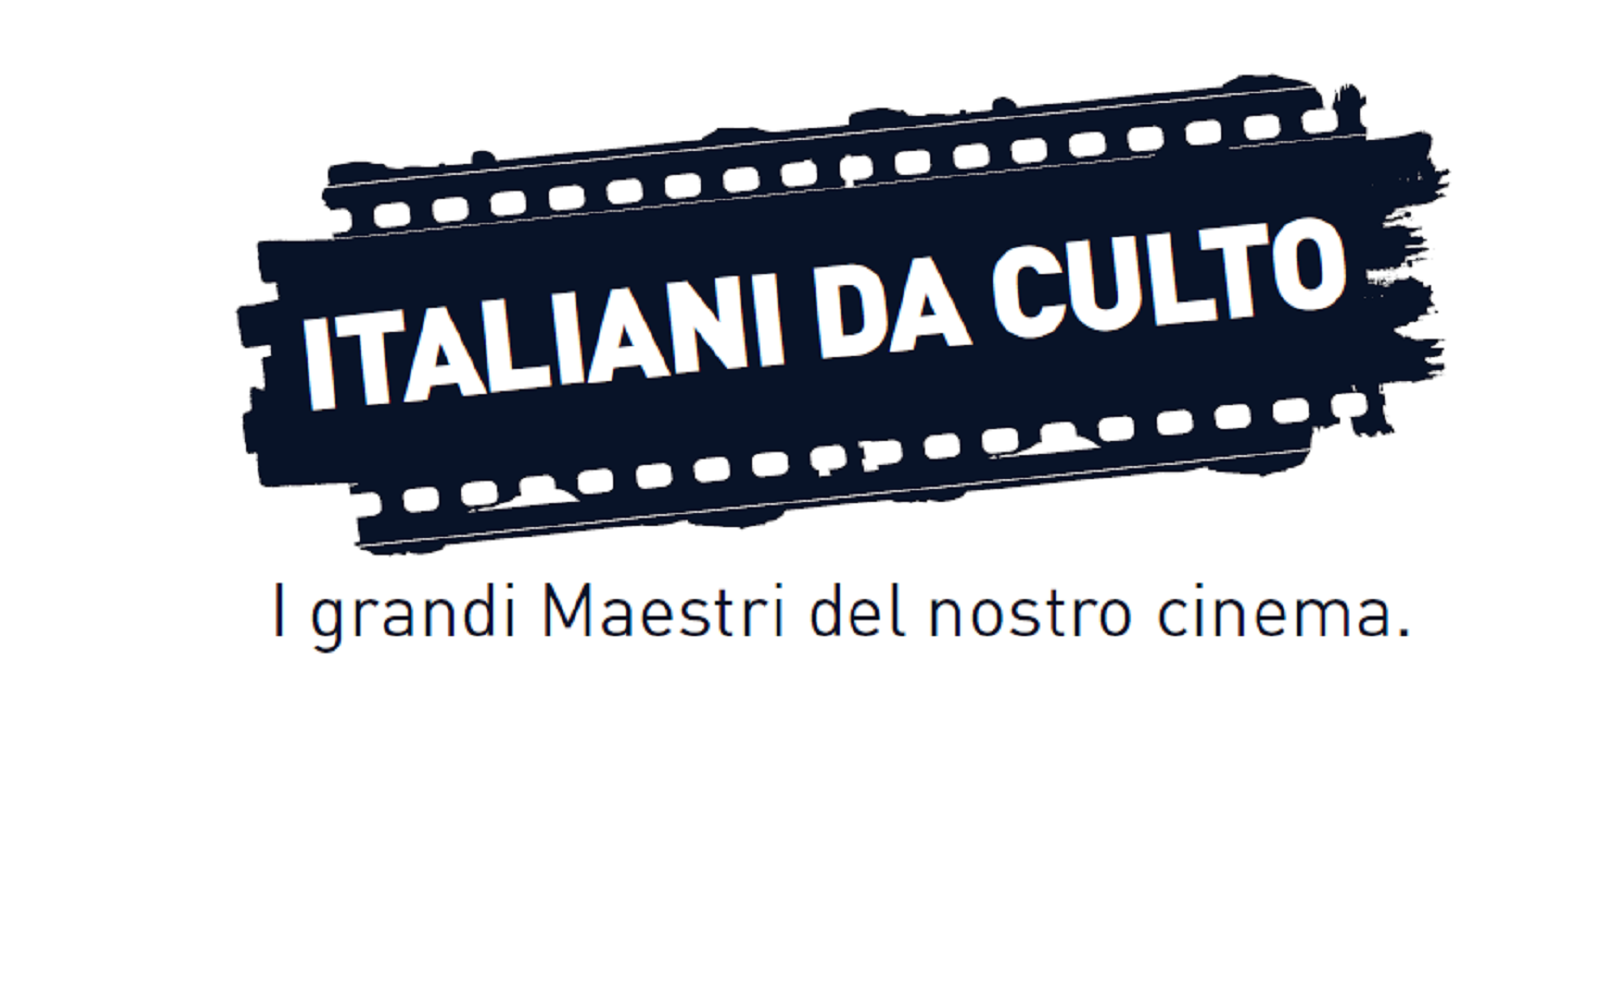 ITALIANI DA CULTO
I grandi Maestri del nostro cinema.